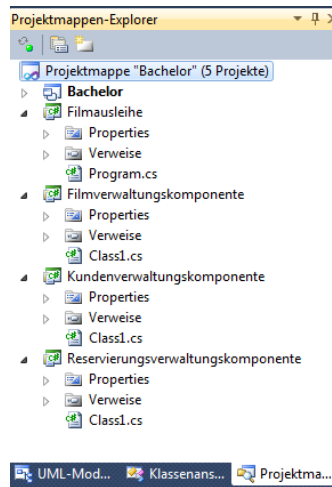 Projektmappen-Explorer
Projektmappe "Bachelor" (5 Projekte)
Bachelor
Filmausleihe
Properties
Verweise
Program.cs
Filmverwaltungskomponente
Properties
Verweise
Class1.cs
Kundenverwaltungskomponente
Properties
Verweise
Class1.cs
Reservierungsverwaltungskomponente
Properties
Verweise
Class1.cs
UML-Mod... Klassenans... Projektma...